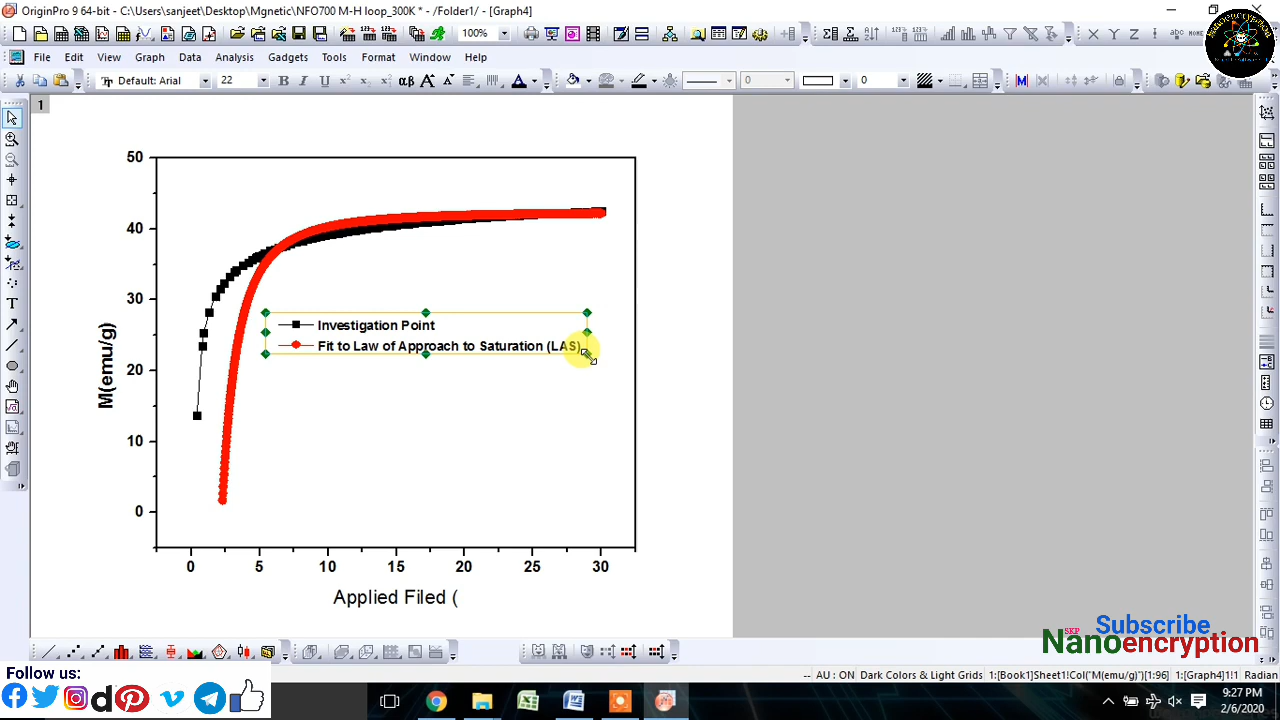 OriginPro 9 64-bit - C:\Users\sanjeet\Desktop\Mgnetic\NFO700 M-H loop_300K * - /Folder1/ - [Graph4]
100%
File Edit View Graph Data Analysis Gadgets Tools Format Window Help
Default: Arial 22 B I U αβ A A A 0 0
1
50
40
30
20
10
0
M(emu/g)
Investigation Point
Fit to Law of Approach to Saturation (LAS)
0 5 10 15 20 25 30
Applied Filed (
Subscribe
SKP
Nanoencryption
Follow us:
-- AU : ON Dark Colors & Light Grids 1:[Book1]Sheet1!Col("M(emu/g)")[1:96] 1:[Graph4]1!1 Radian
9:27 PM
2/6/2020